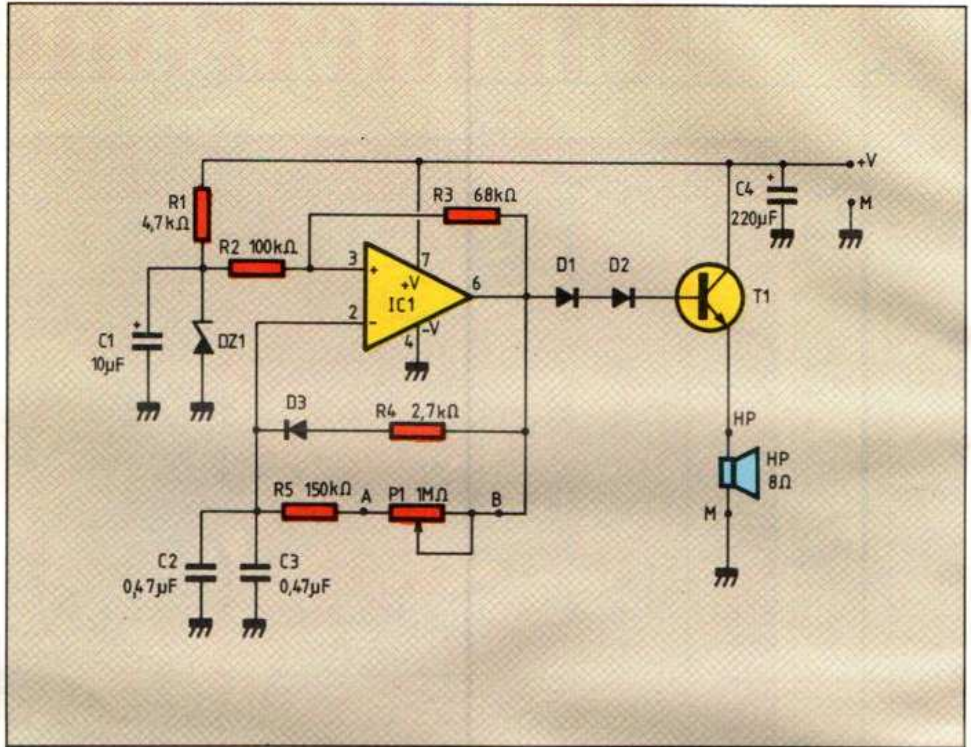 +V
C4
220µF
M
R3 68kΩ
R1
4,7kΩ
R2 100kΩ
3
+
7
+V
IC1
6
D1
D2
T1
2
-
4
-V
C1
10µF
DZ1
D3
R4 2,7kΩ
HP
HP
8Ω
M
R5 150kΩ
A
P1 1MΩ
B
C2
0,47µF
C3
0,47µF
+
+